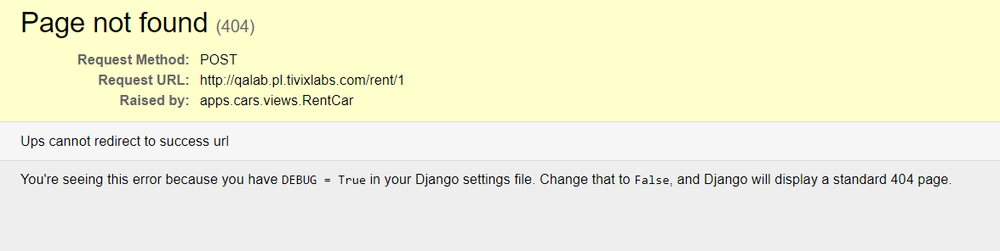 Page not found (404)
Request Method: POST
Request URL: http://qalab.pl.tivixlabs.com/rent/1
Raised by: apps.cars.views.RentCar
Ups cannot redirect to success url
You're seeing this error because you have DEBUG = True in your Django settings file. Change that to False, and Django will display a standard 404 page.